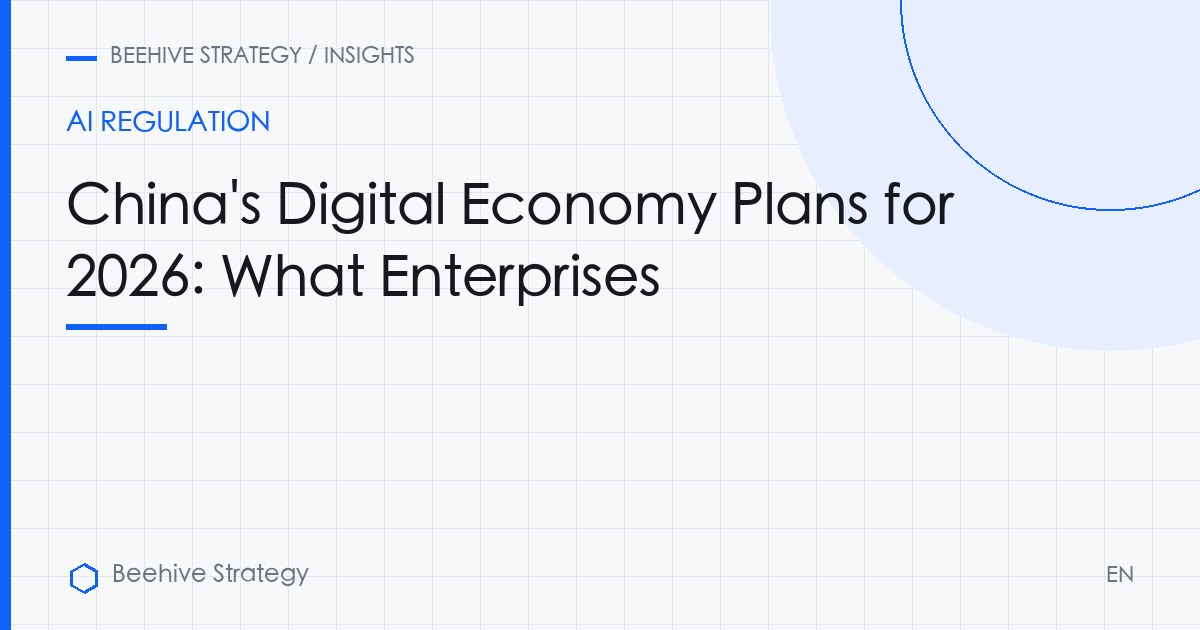 BEEHIVE STRATEGY / INSIGHTS
AI REGULATION
China's Digital Economy Plans for
2026: What Enterprises
Beehive Strategy
EN